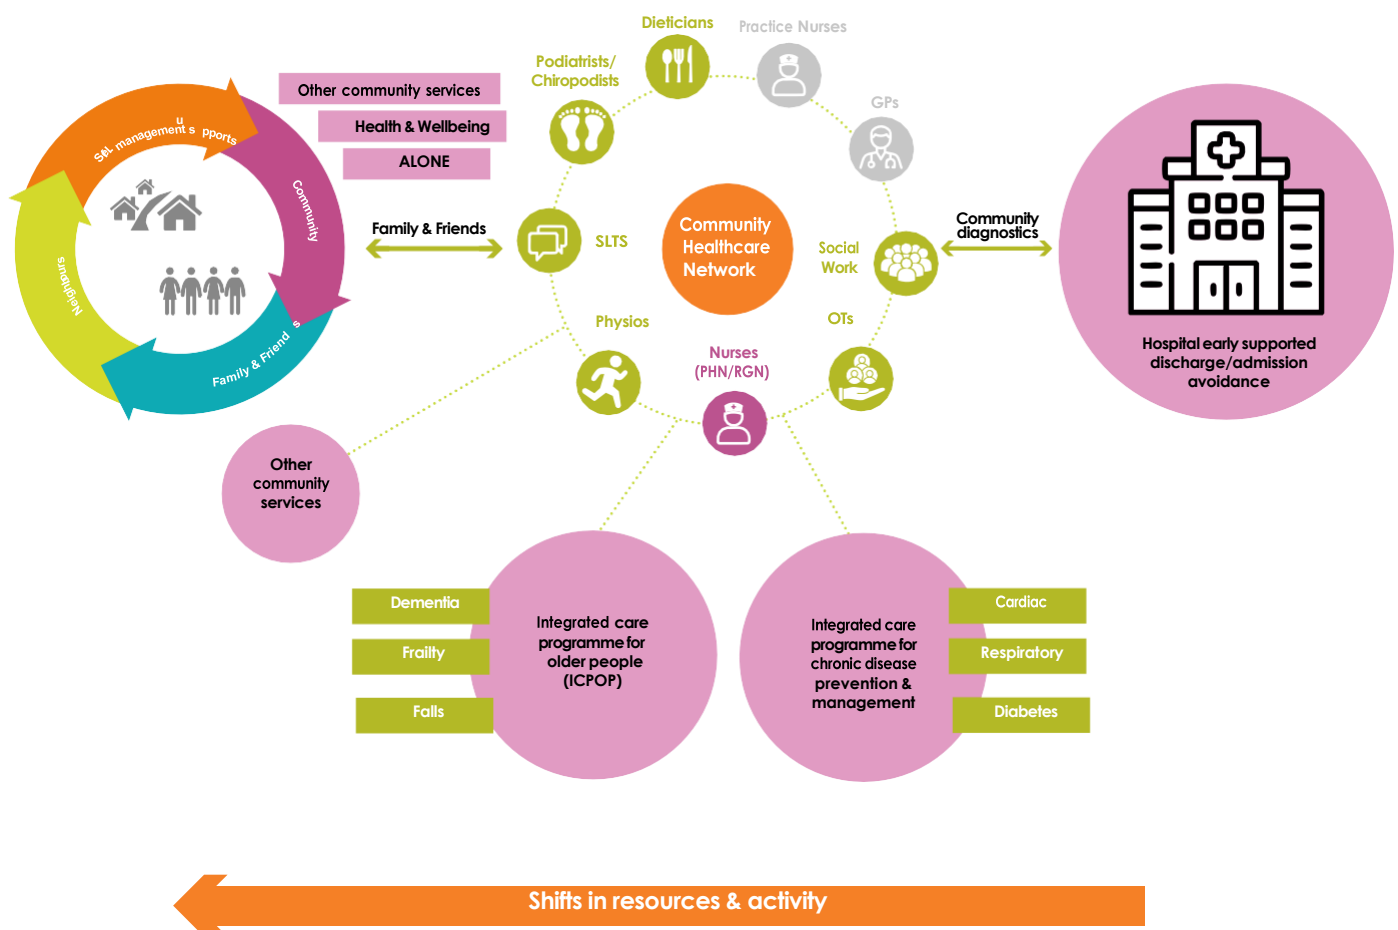 Dieticians
Practice Nurses
Podiatrists/
Chiropodists
Other community services
GPs
Health & Wellbeing
Self-management supports
ALONE
Community
Community
Healthcare
Network
Family & Friends
SLTS
Social
Work
Community
diagnostics
Neighbours
Physios
OTs
Family & Friends
Nurses
(PHN/RGN)
Hospital early supported
discharge/admission
avoidance
Other
community
services
Dementia
Frailty
Falls
Integrated care
programme for
older people
(ICPOP)
Integrated care
programme for
chronic disease
prevention &
management
Cardiac
Respiratory
Diabetes
Shifts in resources & activity